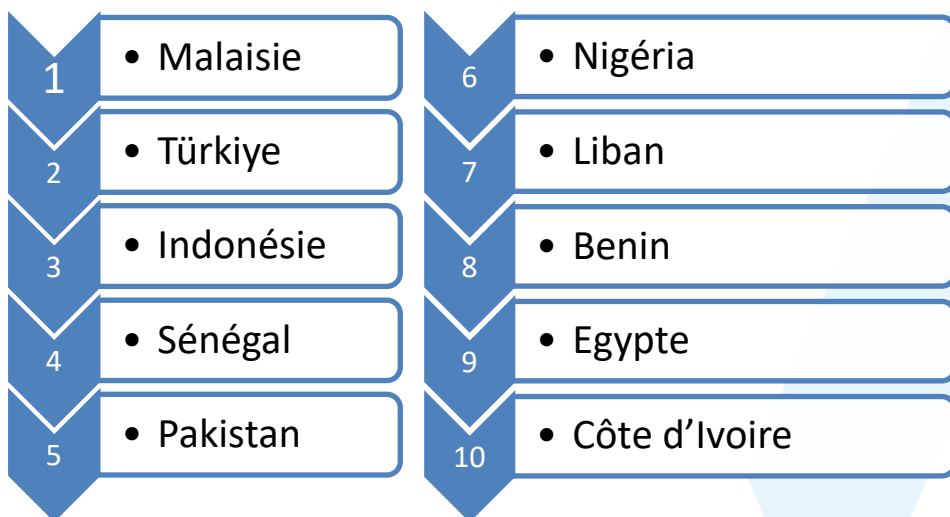 1
• Malaisie
2
• Türkiye
3
• Indonésie
4
• Sénégal
5
• Pakistan
6
• Nigéria
7
• Liban
8
• Benin
9
• Egypte
10
• Côte d’Ivoire